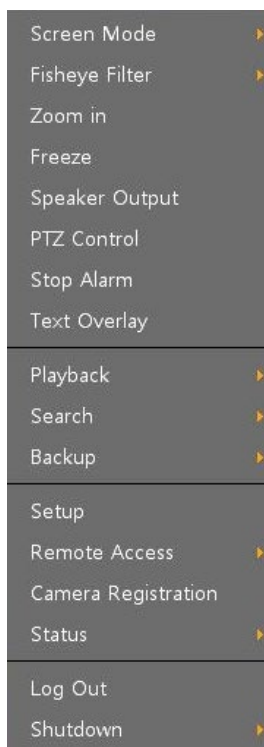 Screen Mode
Fisheye Filter
Zoom in
Freeze
Speaker Output
PTZ Control
Stop Alarm
Text Overlay
Playback
Search
Backup
Setup
Remote Access
Camera Registration
Status
Log Out
Shutdown